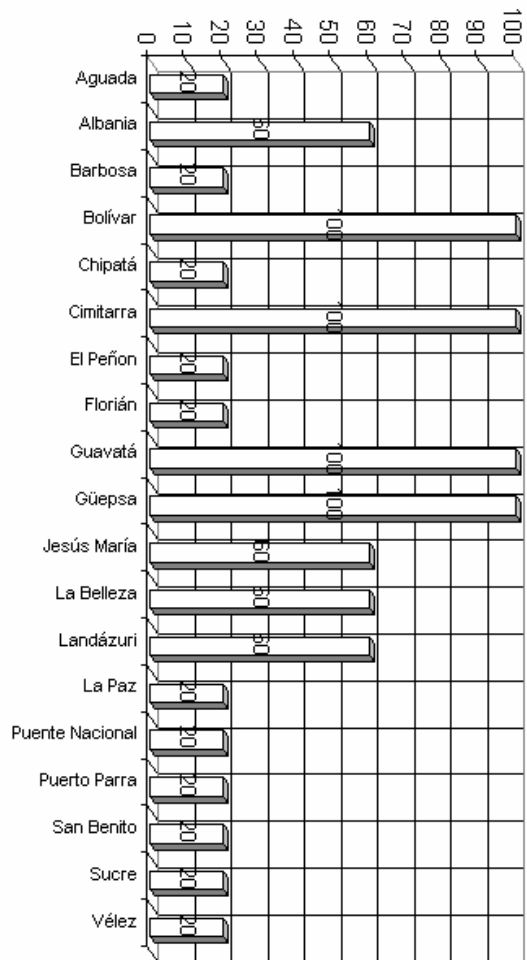 0 10 20 30 40 50 60 70 80 90 100
Aguada 20
Albania 60
Barbosa 20
Bolívar 100
Chipatá 20
Cimitarra 100
El Peñon 20
Florián 20
Guavatá 100
Güepsa 100
Jesús María 60
La Belleza 60
Landázuri 60
La Paz 20
Puente Nacional 20
Puerto Parra 20
San Benito 20
Sucre 20
Vélez 20